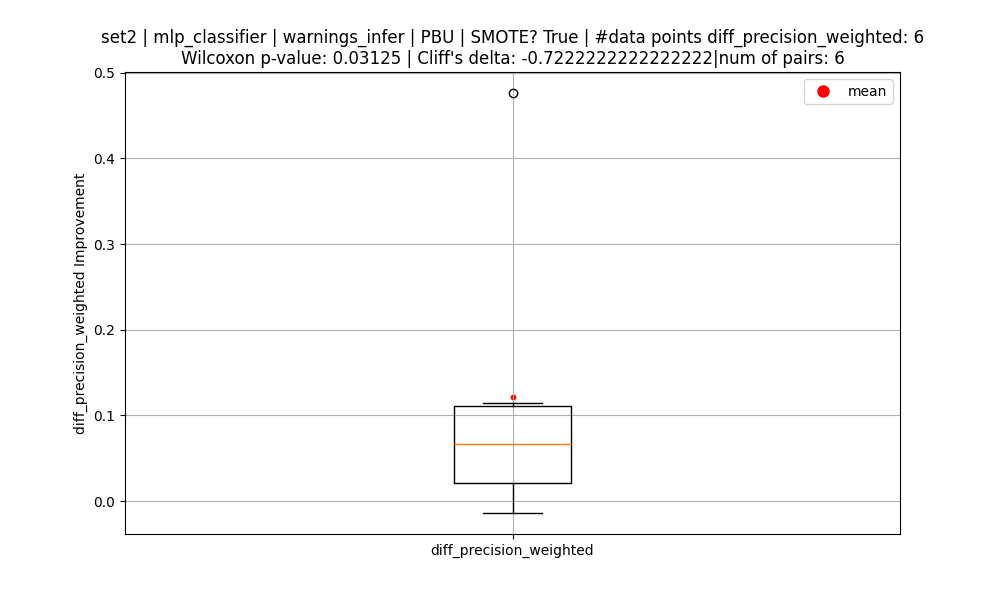 set2 | mlp_classifier | warnings_infer | PBU | SMOTE? True | #data points diff_precision_weighted: 6
Wilcoxon p-value: 0.03125 | Cliff's delta: -0.7222222222222222|num of pairs: 6
mean
0.5
0.4
0.3
0.2
0.1
0.0
diff_precision_weighted Improvement
diff_precision_weighted